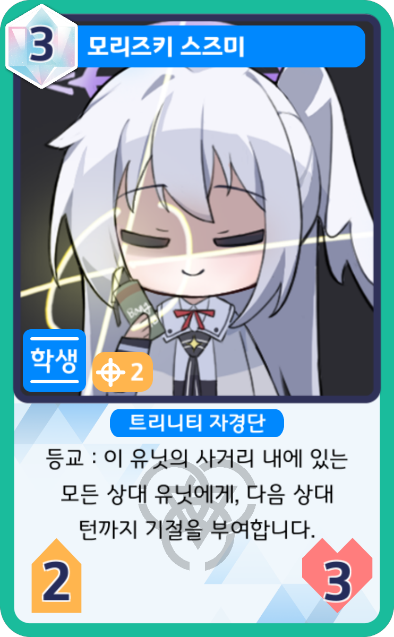 3
모리즈키 스즈미
학생
2
트리니티 자경단
등교 : 이 유닛의 사거리 내에 있는
모든 상대 유닛에게, 다음 상대
턴까지 기절을 부여합니다.
2
3